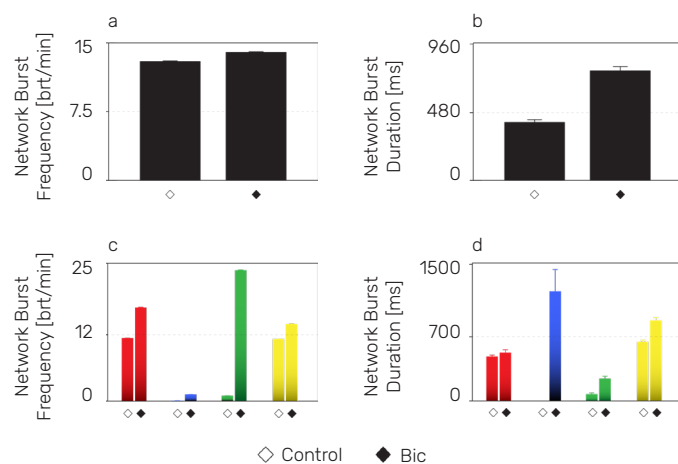 a
Network Burst
Frequency [brt/min]
15
7.5
0
b
Network Burst
Duration [ms]
960
480
0
c
Network Burst
Frequency [brt/min]
25
12
0
d
Network Burst
Duration [ms]
1500
700
0
Control
Bic